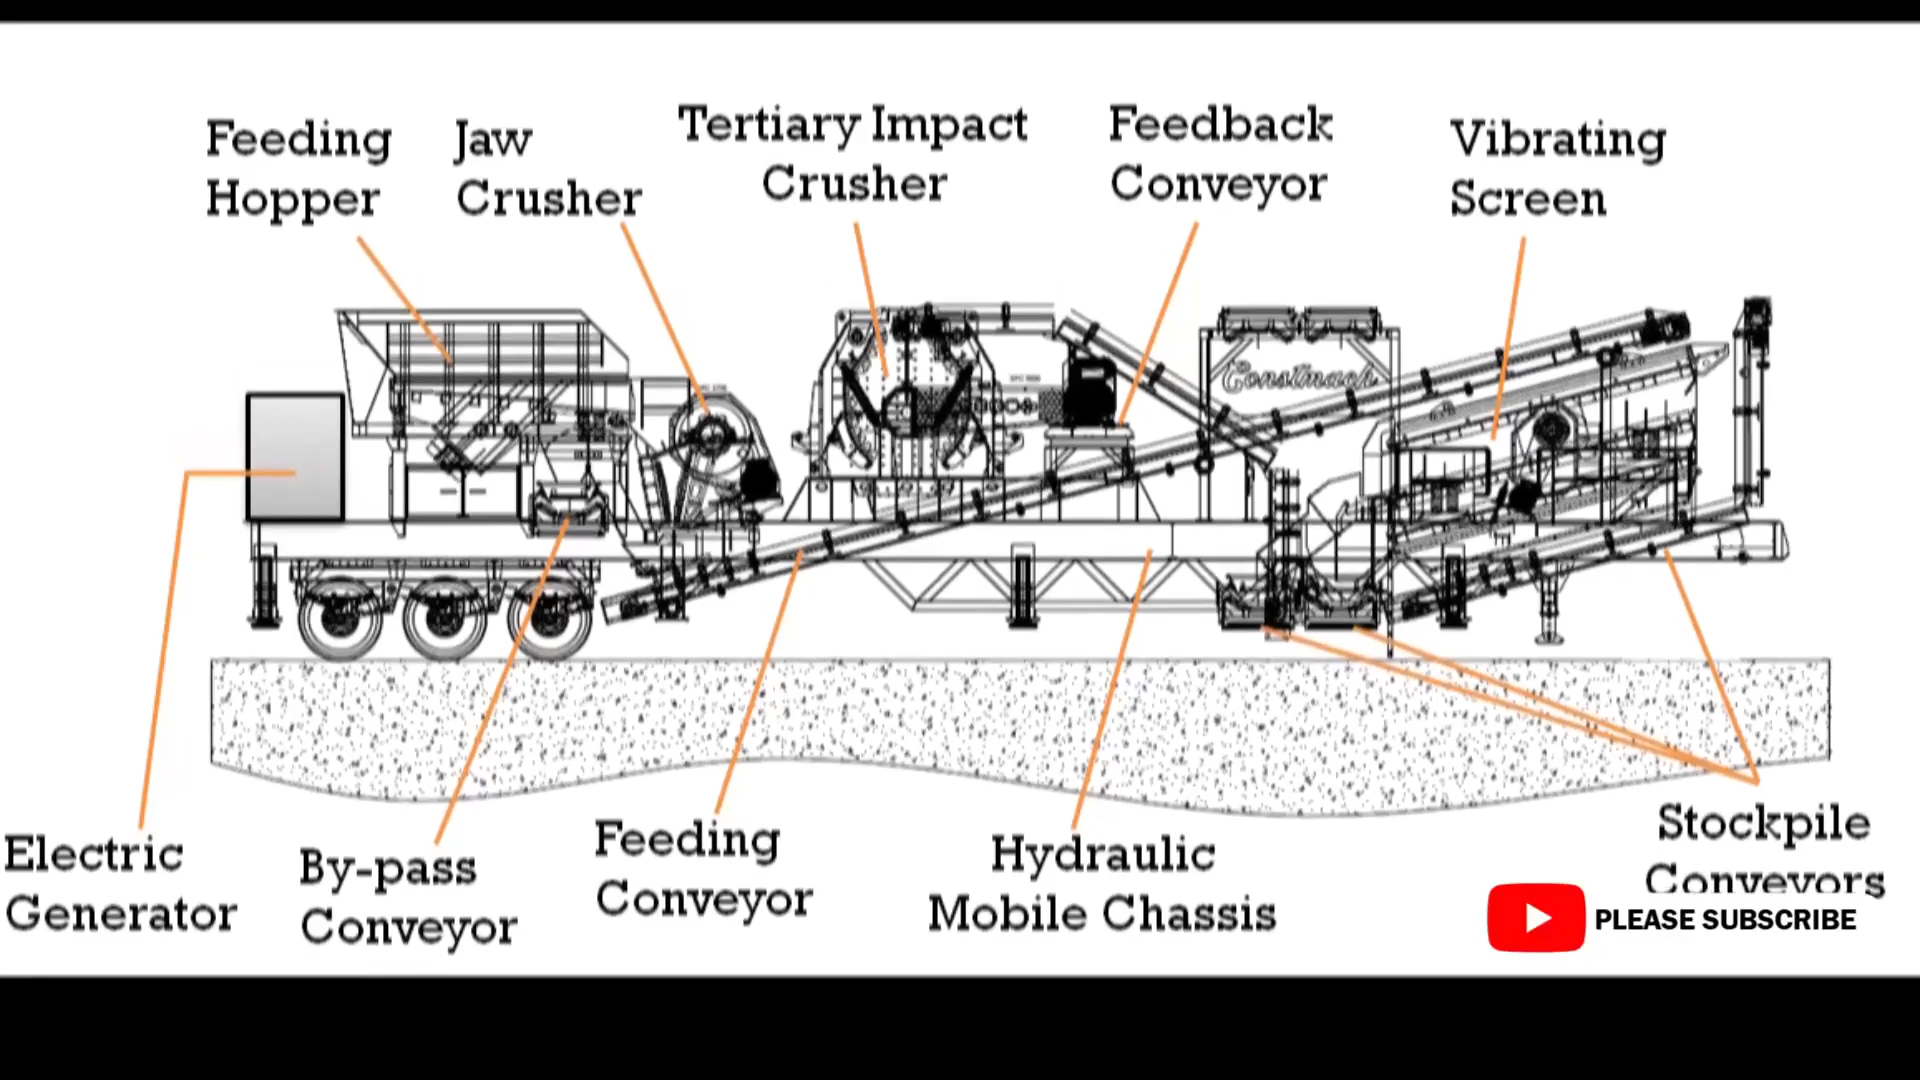 Feeding
Hopper
Jaw
Crusher
Tertiary Impact
Crusher
Feedback
Conveyor
Vibrating
Screen
Constmach
Electric
Generator
By-pass
Conveyor
Feeding
Conveyor
Hydraulic
Mobile Chassis
Stockpile
Conveyors
PLEASE SUBSCRIBE